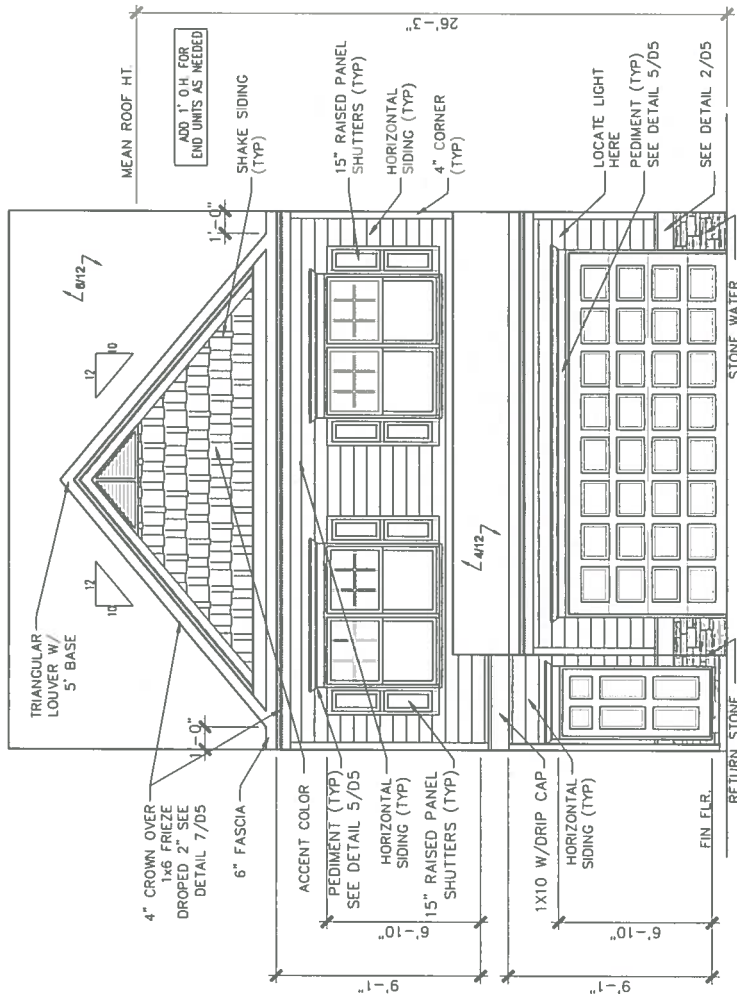 MEAN ROOF HT.
ADD 1' O.H. FOR
END UNITS AS NEEDED
26'-3"
SHAKE SIDING
(TYP)
15" RAISED PANEL
SHUTTERS (TYP)
HORIZONTAL
SIDING (TYP)
4" CORNER
(TYP)
LOCATE LIGHT
HERE
PEDIMENT (TYP)
SEE DETAIL 5/D5
SEE DETAIL 2/D5
STONE WATER
1'-0"
12
10
12
10
4/12
TRIANGULAR
LOUVER W/
5' BASE
4" CROWN OVER
1x6 FRIEZE
DROPED 2" SEE
DETAIL 7/D5
1'-0"
6" FASCIA
ACCENT COLOR
PEDIMENT (TYP)
SEE DETAIL 5/D5
HORIZONTAL
SIDING (TYP)
15" RAISED PANEL
SHUTTERS (TYP)
1X10 W/DRIP CAP
HORIZONTAL
SIDING (TYP)
FIN FLR.
RETURN STONE
6'-10"
9'-1"
6'-10"
9'-1"